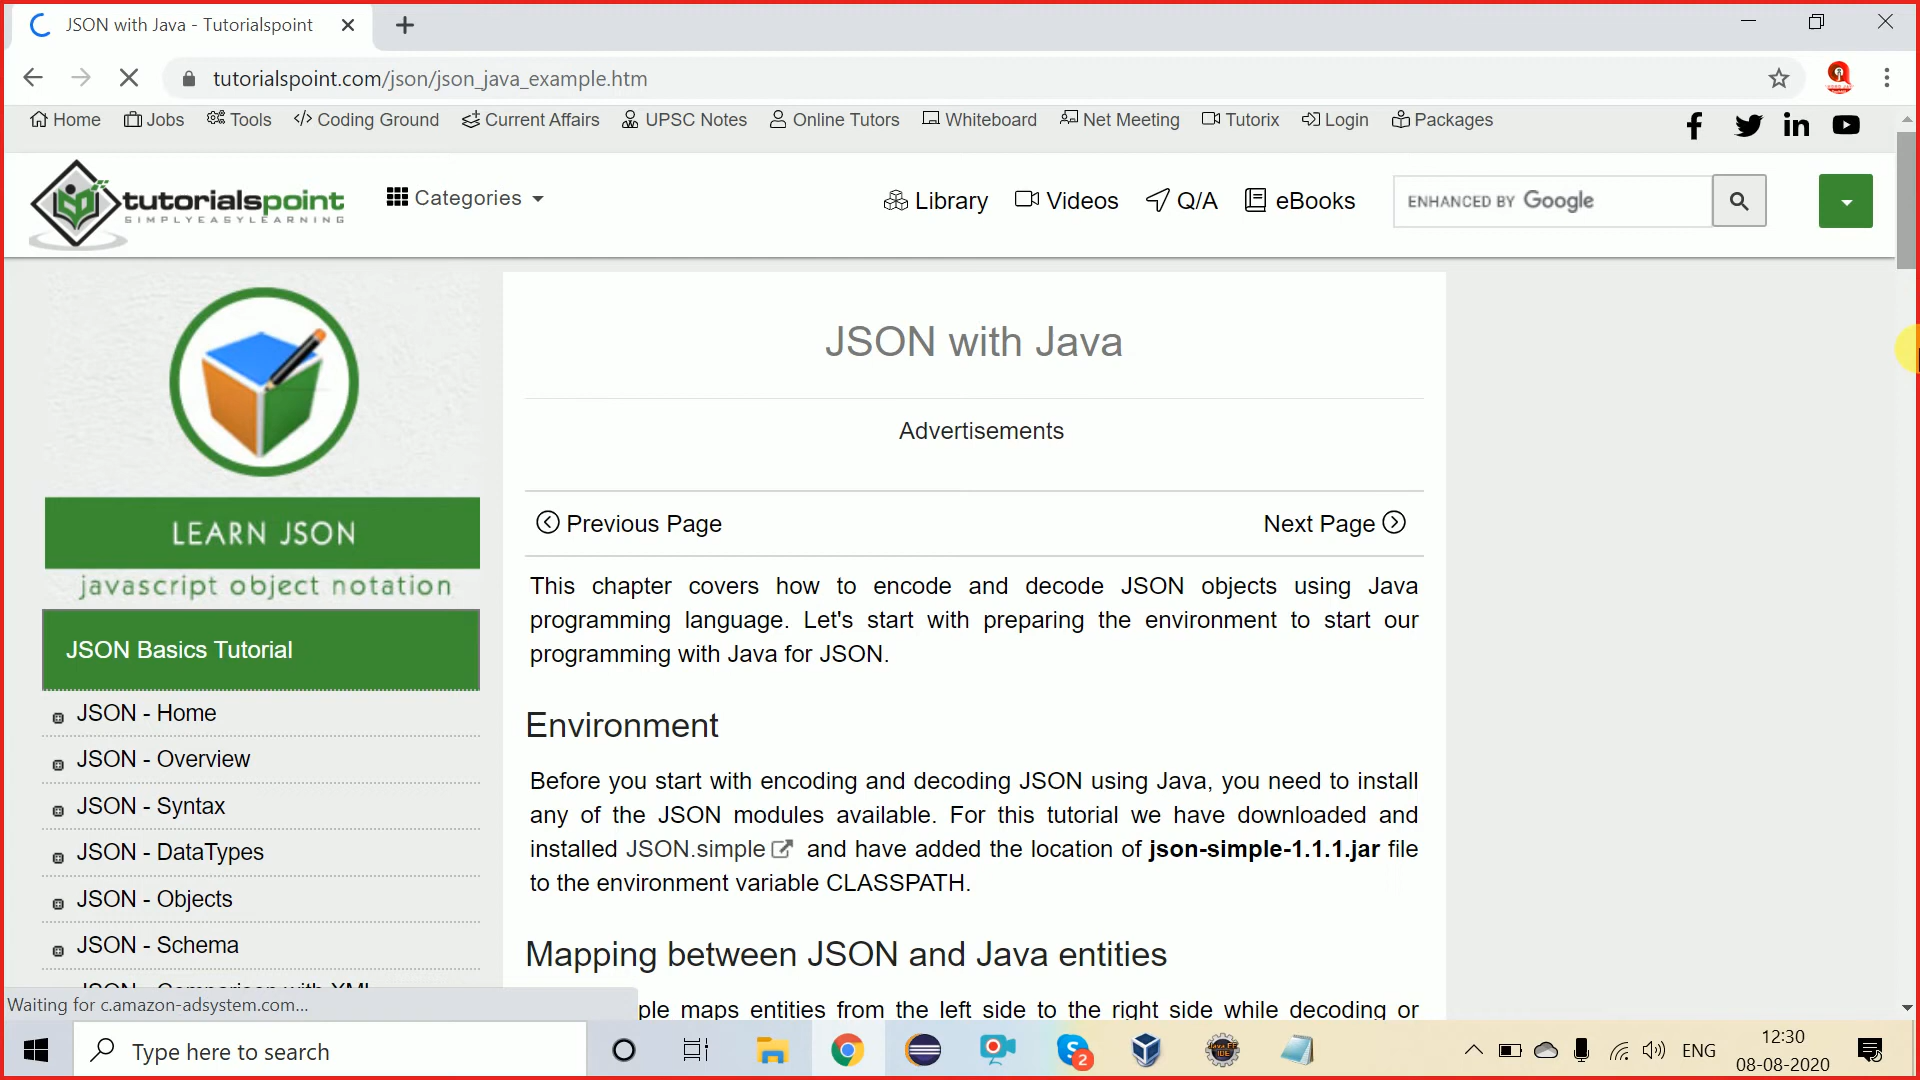 JSON with Java - Tutorialspoint
tutorialspoint.com/json/json_java_example.htm
Home Jobs Tools Coding Ground Current Affairs UPSC Notes Online Tutors Whiteboard Net Meeting Tutorix Login Packages
tutorialspoint
SIMPLYEASYLEARNING
Categories
Library Videos Q/A eBooks
ENHANCED BY Google
LEARN JSON
javascript object notation
JSON Basics Tutorial
JSON - Home
JSON - Overview
JSON - Syntax
JSON - DataTypes
JSON - Objects
JSON - Schema
JSON - Comparison with XML
JSON with Java
Advertisements
Previous Page
Next Page
This chapter covers how to encode and decode JSON objects using Java
programming language. Let's start with preparing the environment to start our
programming with Java for JSON.
Environment
Before you start with encoding and decoding JSON using Java, you need to install
any of the JSON modules available. For this tutorial we have downloaded and
installed JSON.simple and have added the location of json-simple-1.1.1.jar file
to the environment variable CLASSPATH.
Mapping between JSON and Java entities
ple maps entities from the left side to the right side while decoding or
Waiting for c.amazon-adsystem.com...
Type here to search
2
ENG
12:30
08-08-2020